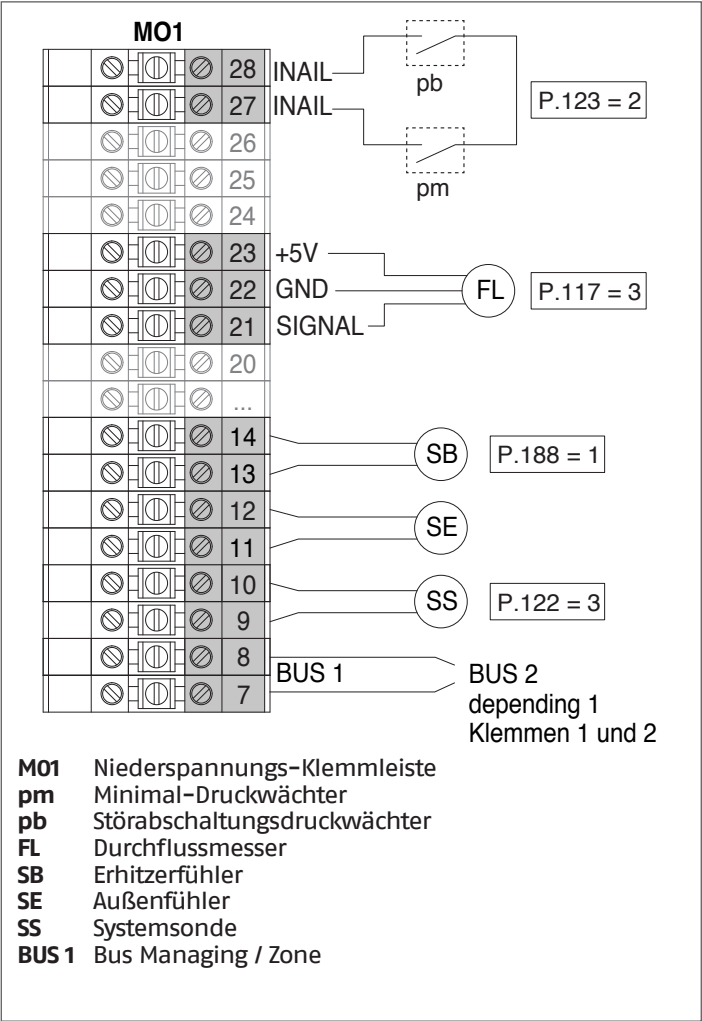 MO1
28 INAIL
pb
P.123 = 2
27 INAIL
26
25
pm
24
23 +5V
22 GND FL P.117 = 3
21 SIGNAL
20
...
14
SB P.188 = 1
13
12
SE
11
10
SS P.122 = 3
9
8
BUS 1 BUS 2
7 depending 1
Klemmen 1 und 2
M01 Niederspannungs-Klemmleiste
pm Minimal-Druckwächter
pb Störabschaltungsdruckwächter
FL Durchflussmesser
SB Erhitzerfühler
SE Außenfühler
SS Systemsonde
BUS 1 Bus Managing / Zone